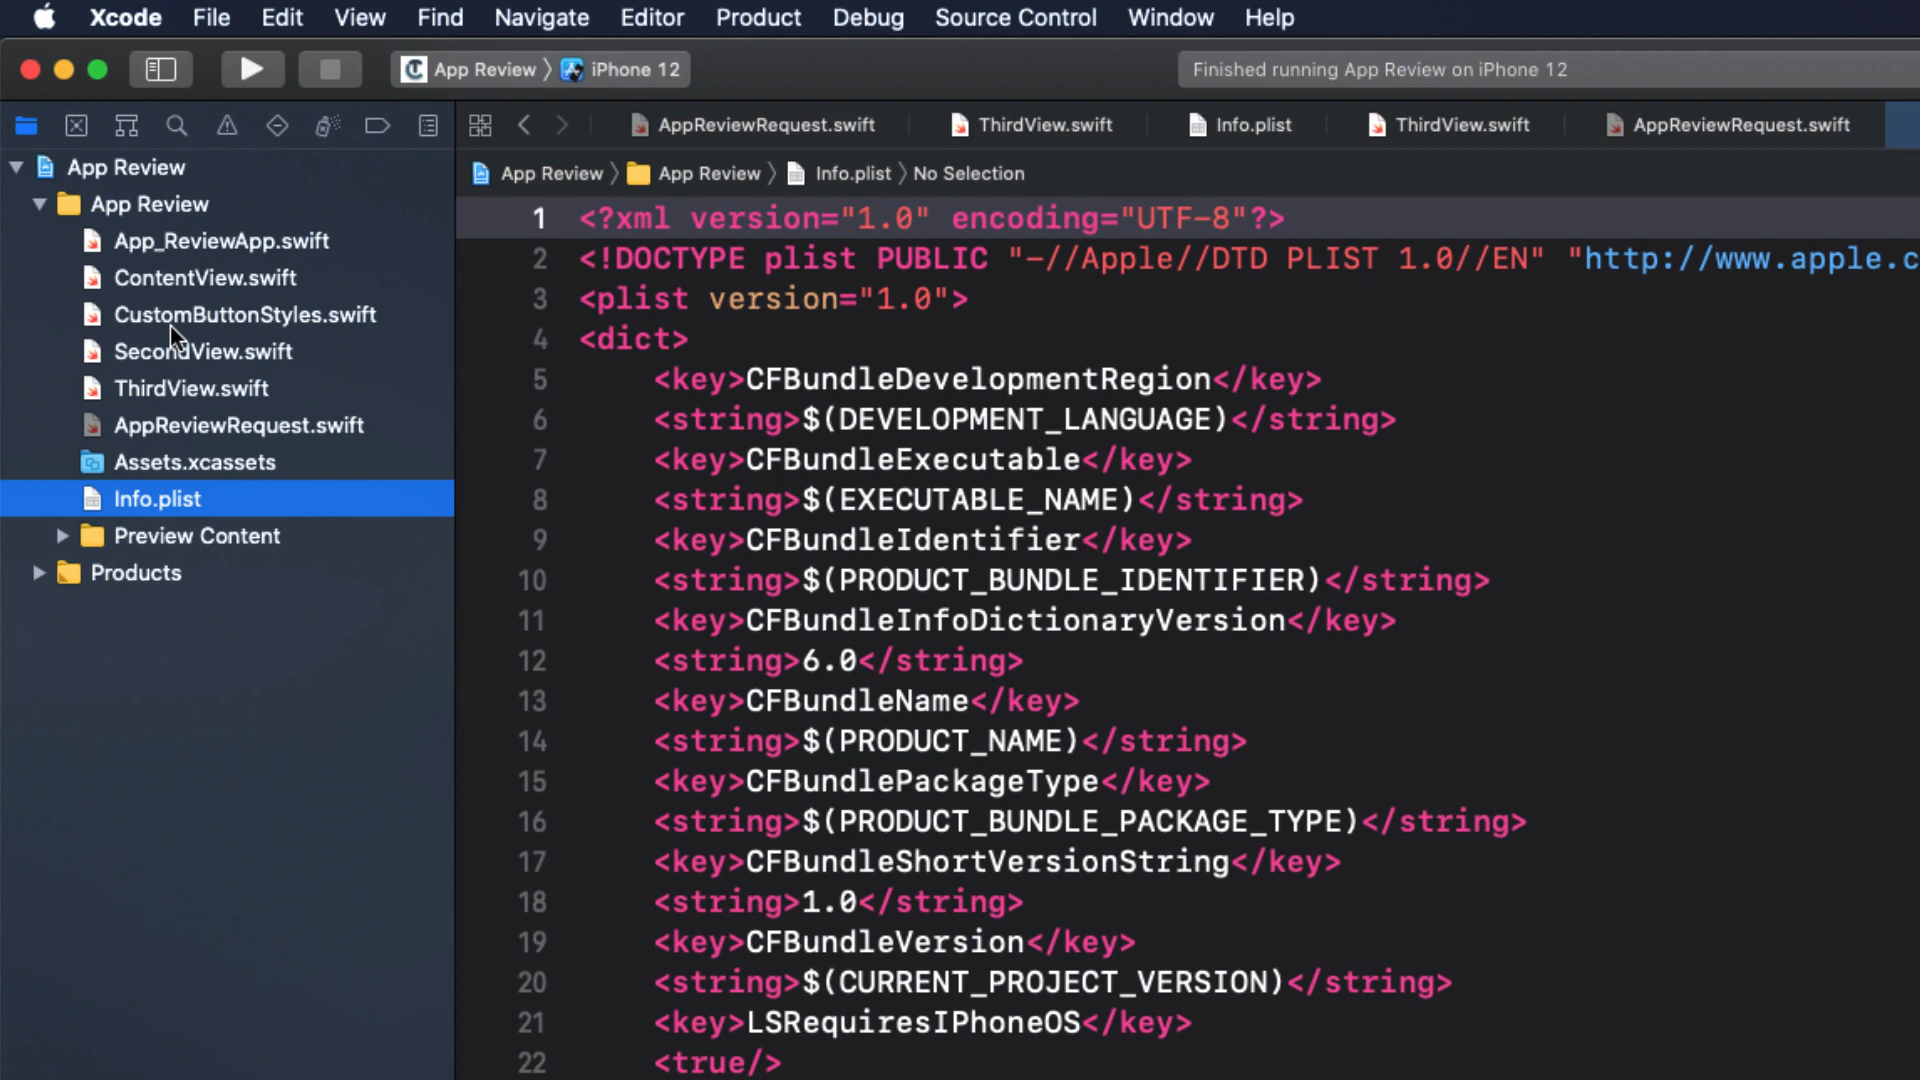 Xcode File Edit View Find Navigate Editor Product Debug Source Control Window Help
App Review 〉 iPhone 12
Finished running App Review on iPhone 12
AppReviewRequest.swift ThirdView.swift Info.plist ThirdView.swift AppReviewRequest.swift
App Review 〉 App Review 〉 Info.plist 〉 No Selection
App Review
App Review
App_ReviewApp.swift
ContentView.swift
CustomButtonStyles.swift
SecondView.swift
ThirdView.swift
AppReviewRequest.swift
Assets.xcassets
Info.plist
Preview Content
Products
1 <?xml version="1.0" encoding="UTF-8"?>
2 <!DOCTYPE plist PUBLIC "-//Apple//DTD PLIST 1.0//EN" "http://www.apple.c
3 <plist version="1.0">
4 <dict>
5 <key>CFBundleDevelopmentRegion</key>
6 <string>$(DEVELOPMENT_LANGUAGE)</string>
7 <key>CFBundleExecutable</key>
8 <string>$(EXECUTABLE_NAME)</string>
9 <key>CFBundleIdentifier</key>
10 <string>$(PRODUCT_BUNDLE_IDENTIFIER)</string>
11 <key>CFBundleInfoDictionaryVersion</key>
12 <string>6.0</string>
13 <key>CFBundleName</key>
14 <string>$(PRODUCT_NAME)</string>
15 <key>CFBundlePackageType</key>
16 <string>$(PRODUCT_BUNDLE_PACKAGE_TYPE)</string>
17 <key>CFBundleShortVersionString</key>
18 <string>1.0</string>
19 <key>CFBundleVersion</key>
20 <string>$(CURRENT_PROJECT_VERSION)</string>
21 <key>LSRequiresIPhoneOS</key>
22 <true/>